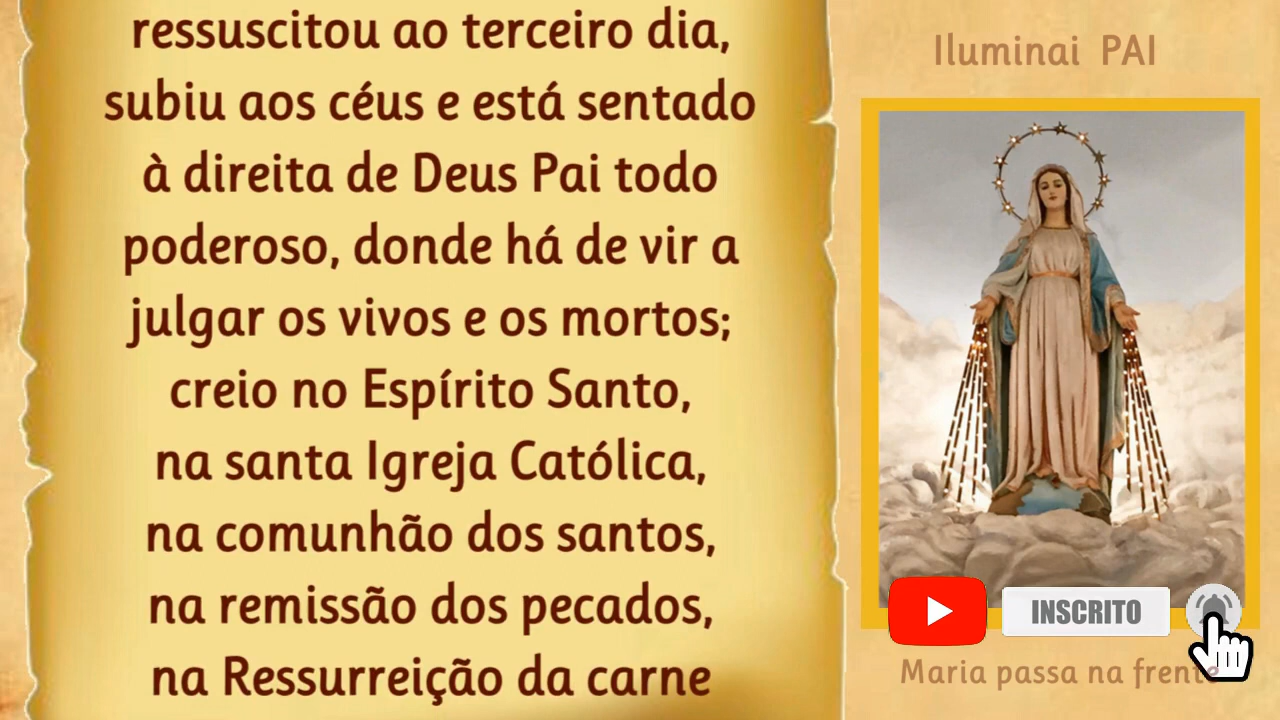 ressuscitou ao terceiro dia,
subiu aos céus e está sentado
à direita de Deus Pai todo
poderoso, donde há de vir a
julgar os vivos e os mortos;
creio no Espírito Santo,
na santa Igreja Católica,
na comunhão dos santos,
na remissão dos pecados,
na Ressurreição da carne
Iluminai PAI
INSCRITO
Maria passa na frente